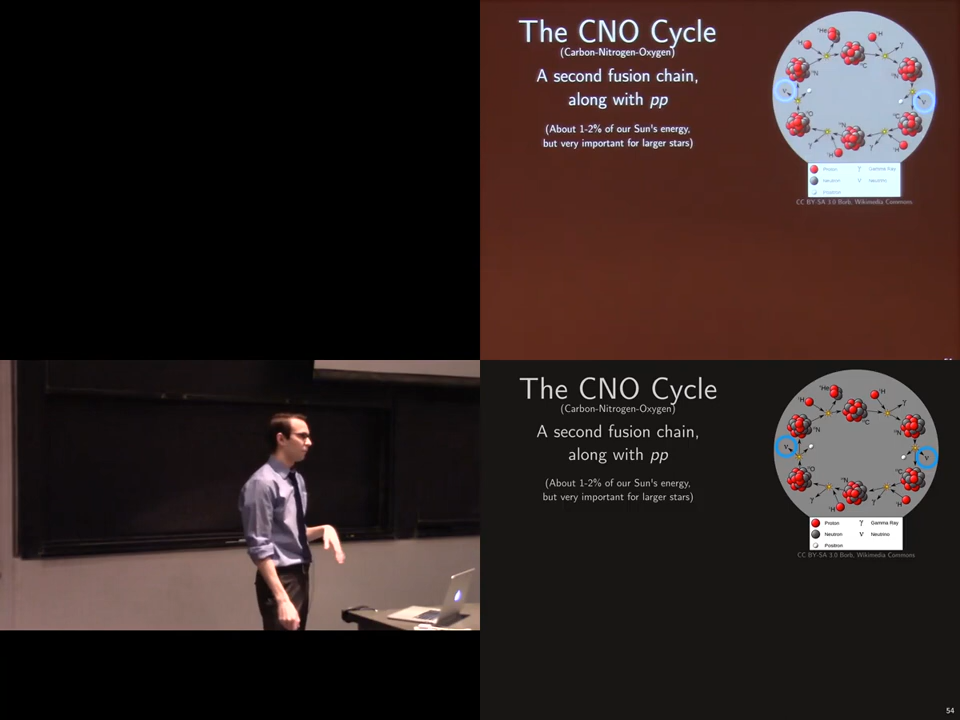 The CNO Cycle
(Carbon-Nitrogen-Oxygen)
A second fusion chain,
along with pp
(About 1-2% of our Sun's energy,
but very important for larger stars)
Proton γ Gamma Ray
Neutron ν Neutrino
Positron
CC BY-SA 3.0 Borb, Wikimedia Commons
The CNO Cycle
(Carbon-Nitrogen-Oxygen)
A second fusion chain,
along with pp
(About 1-2% of our Sun's energy,
but very important for larger stars)
Proton γ Gamma Ray
Neutron ν Neutrino
Positron
CC BY-SA 3.0 Borb, Wikimedia Commons
54